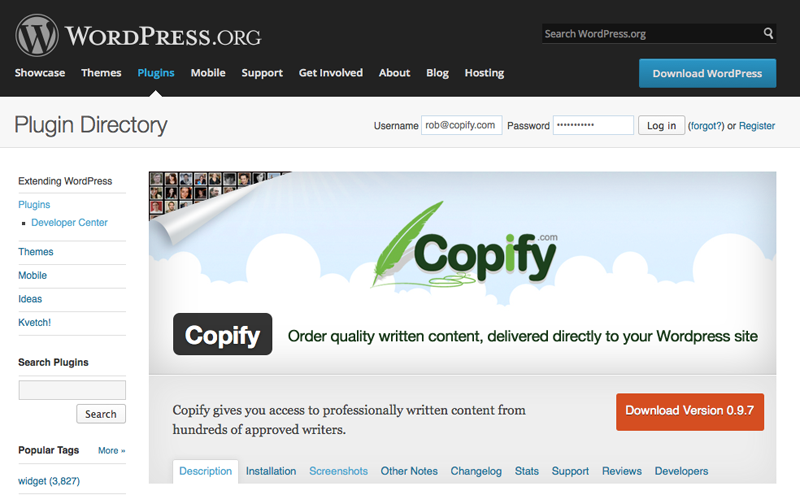 WORDPRESS.ORG
Search WordPress.org
Showcase Themes Plugins Mobile Support Get Involved About Blog Hosting
Download WordPress
Plugin Directory
Username rob@copify.com Password ••••••••••• Log in (forgot?) or Register
Extending WordPress
Plugins
Developer Center
Themes
Mobile
Ideas
Kvetch!
Search Plugins
Search
Popular Tags More »
widget (3,827)
Copify.com
Copify
Order quality written content, delivered directly to your Wordpress site
Copify gives you access to professionally written content from
hundreds of approved writers.
Download Version 0.9.7
Description Installation Screenshots Other Notes Changelog Stats Support Reviews Developers